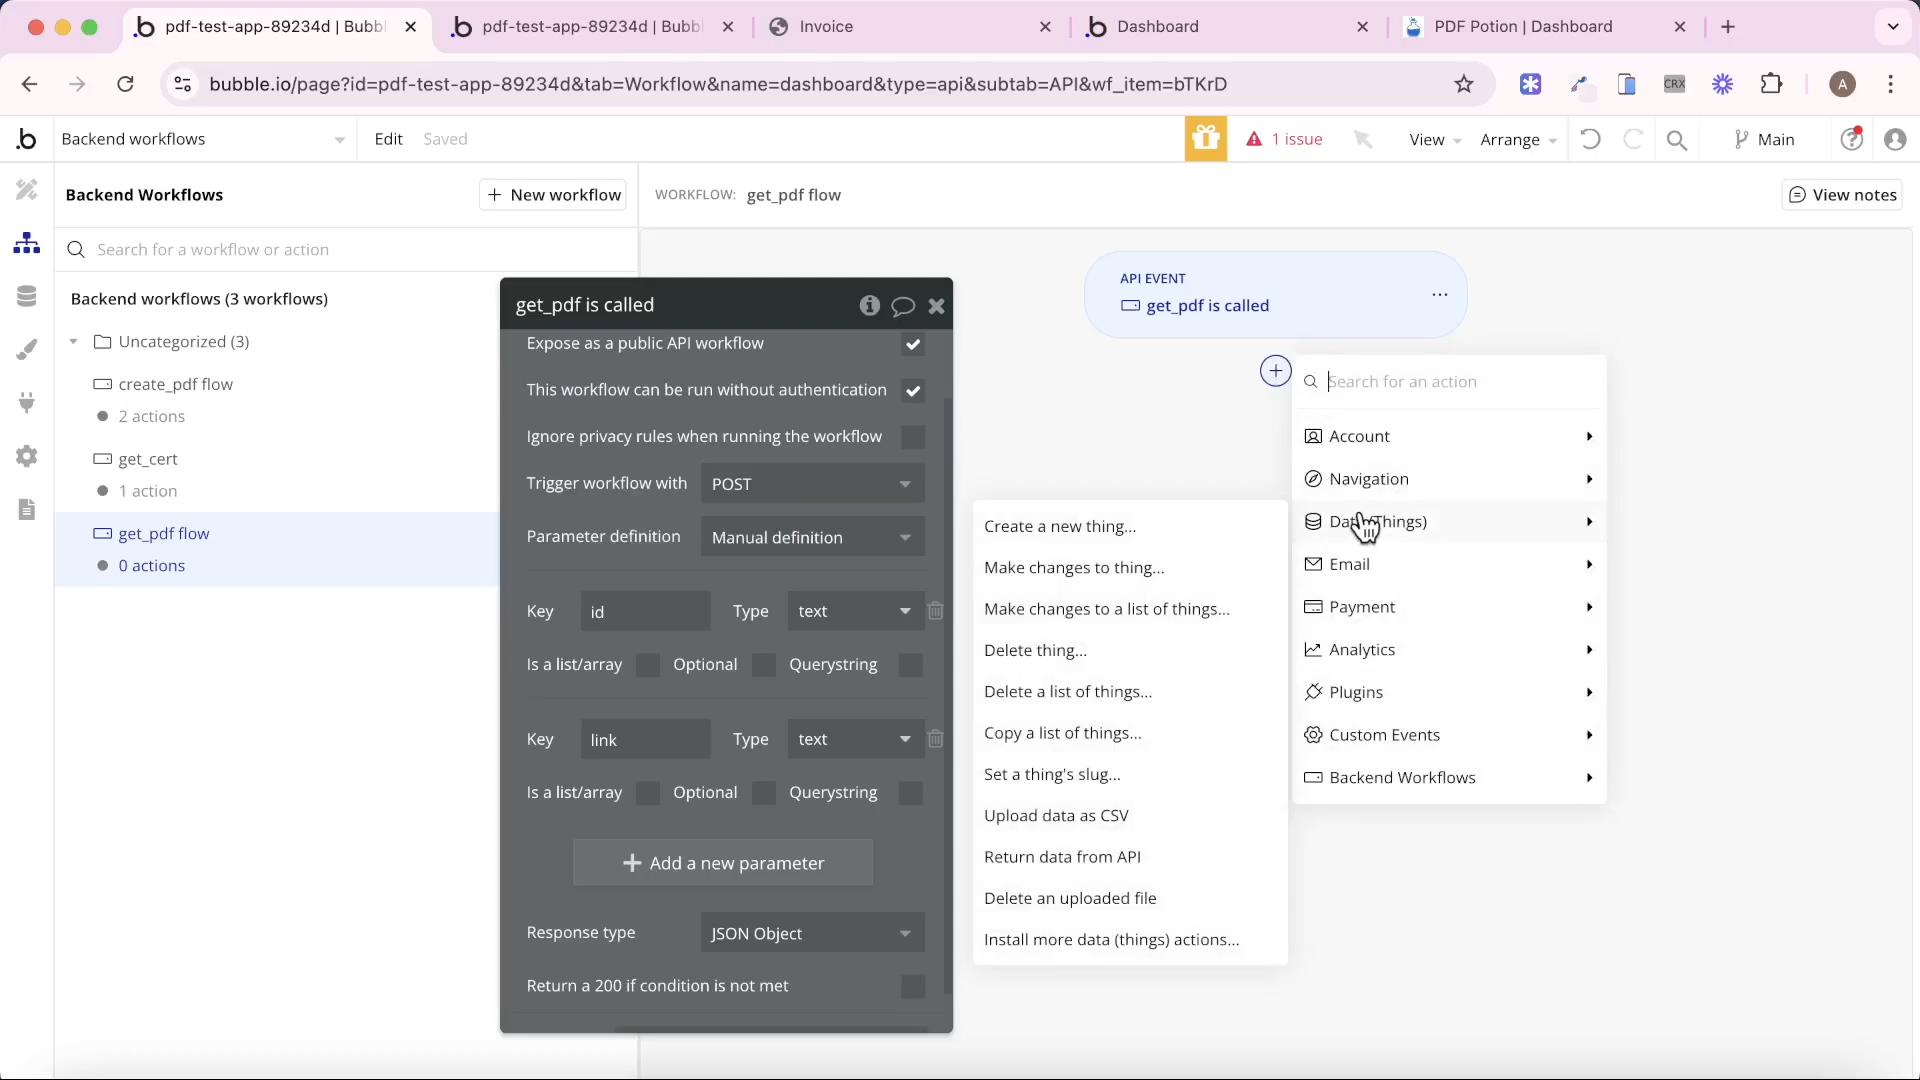 pdf-test-app-89234d | Bubbl
pdf-test-app-89234d | Bubbl
Invoice
Dashboard
PDF Potion | Dashboard
bubble.io/page?id=pdf-test-app-89234d&tab=Workflow&name=dashboard&type=api&subtab=API&wf_item=bTKrD
CRX
A
b
Backend workflows
Edit
Saved
1 issue
View
Arrange
Main
Backend Workflows
New workflow
WORKFLOW: get_pdf flow
View notes
Search for a workflow or action
Backend workflows (3 workflows)
Uncategorized (3)
create_pdf flow
2 actions
get_cert
1 action
get_pdf flow
0 actions
get_pdf is called
Expose as a public API workflow
This workflow can be run without authentication
Ignore privacy rules when running the workflow
Trigger workflow with POST
Parameter definition Manual definition
Key id Type text
Is a list/array Optional Querystring
Key link Type text
Is a list/array Optional Querystring
Add a new parameter
Response type JSON Object
Return a 200 if condition is not met
API EVENT
get_pdf is called
Search for an action
Account
Navigation
Data (Things)
Email
Payment
Analytics
Plugins
Custom Events
Backend Workflows
Create a new thing...
Make changes to thing...
Make changes to a list of things...
Delete thing...
Delete a list of things...
Copy a list of things...
Set a thing's slug...
Upload data as CSV
Return data from API
Delete an uploaded file
Install more data (things) actions...